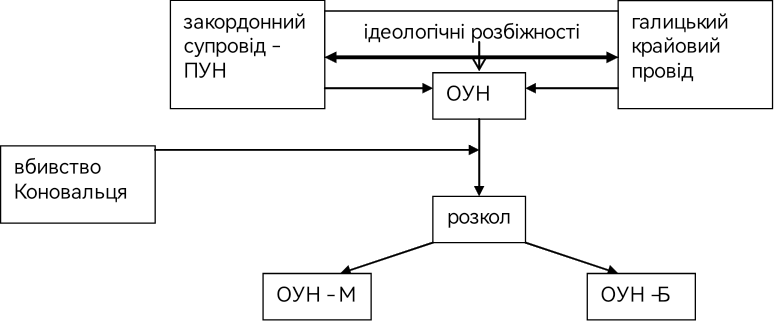 закордонний
супровід –
ПУН
ідеологічні розбіжності
галицький
крайовий
провід
ОУН
вбивство
Коновальця
розкол
ОУН – М
ОУН –Б